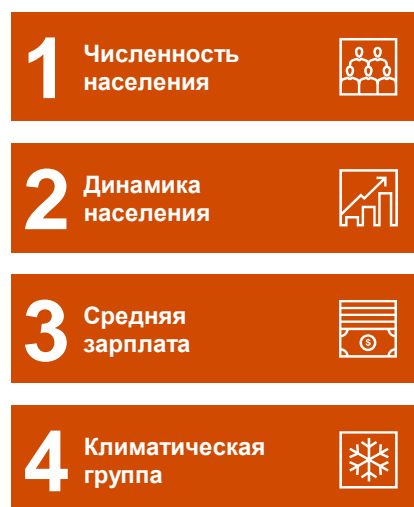 1
Численность
населения
2
Динамика
населения
3
Средняя
зарплата
$
4
Климатическая
группа